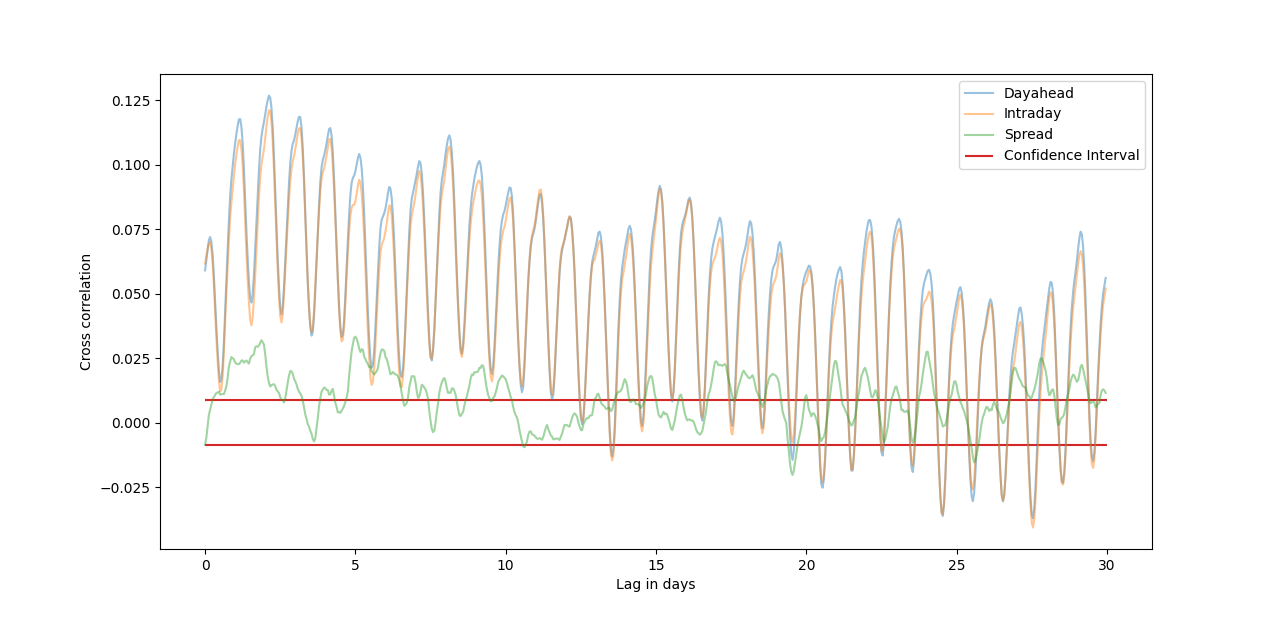 Dayahead
Intraday
Spread
Confidence Interval
Cross correlation
0.125
0.100
0.075
0.050
0.025
0.000
−0.025
0 5 10 15 20 25 30
Lag in days